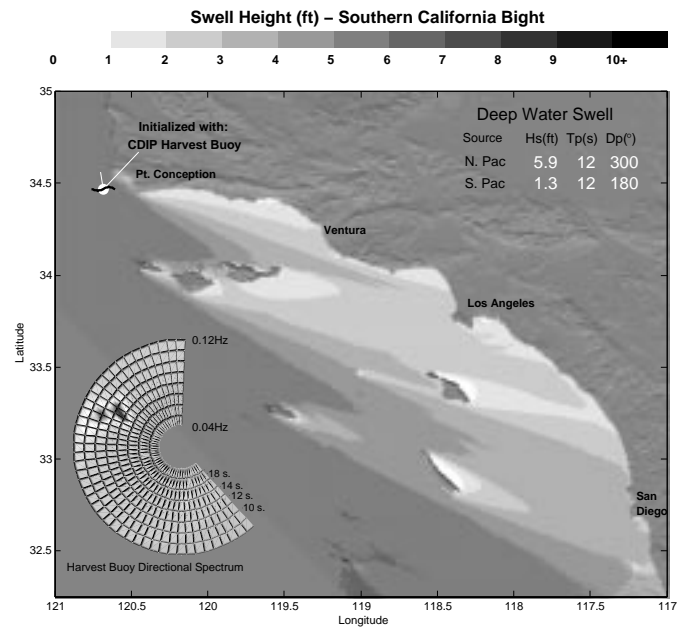 Swell Height (ft) – Southern California Bight
0 1 2 3 4 5 6 7 8 9 10+
35
34.5
34
33.5
33
32.5
Latitude
Initialized with:
CDIP Harvest Buoy
Pt. Conception
Ventura
Los Angeles
San
Diego
Deep Water Swell
Source Hs(ft) Tp(s) Dp(°)
N. Pac 5.9 12 300
S. Pac 1.3 12 180
0.12Hz
0.04Hz
18 s.
14 s.
12 s.
10 s.
Harvest Buoy Directional Spectrum
121 120.5 120 119.5 119 118.5 118 117.5 117
Longitude